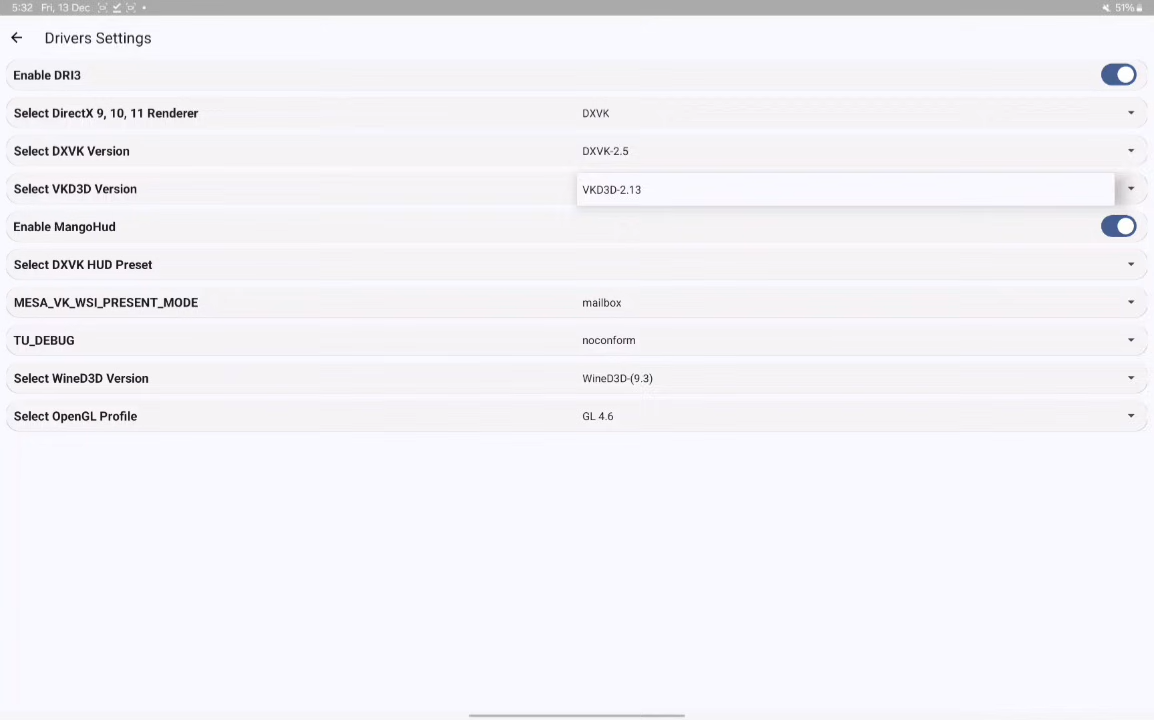 5:32 Fri, 13 Dec 51%
Drivers Settings
Enable DRI3
Select DirectX 9, 10, 11 Renderer DXVK
Select DXVK Version DXVK-2.5
Select VKD3D Version VKD3D-2.13
Enable MangoHud
Select DXVK HUD Preset
MESA_VK_WSI_PRESENT_MODE mailbox
TU_DEBUG noconform
Select WineD3D Version WineD3D-(9.3)
Select OpenGL Profile GL 4.6